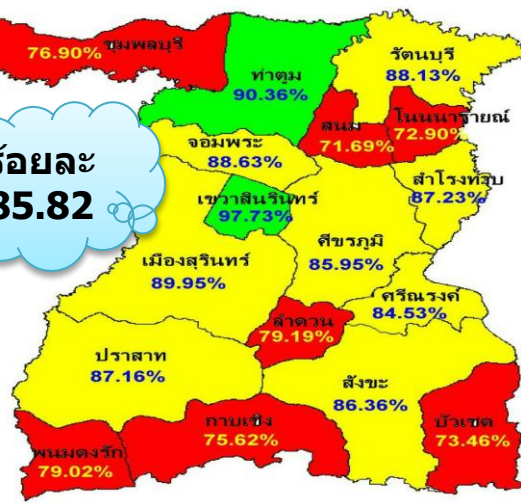 76.90% ชุมพลบุรี
ท่าตูม
90.36%
รัตนบุรี
88.13%
สนม
71.69%
โนนนารายณ์
72.90%
ร้อยละ
85.82
จอมพระ
88.63%
สำโรงทาบ
87.23%
เขวาสินรินทร์
97.73%
ศีขรภูมิ
85.95%
เมืองสุรินทร์
89.95%
ศรีณรงค์
84.53%
ลำดวน
79.19%
ปราสาท
87.16%
สังขะ
86.36%
กาบเชิง
75.62%
บัวเชด
73.46%
พนมดงรัก
79.02%